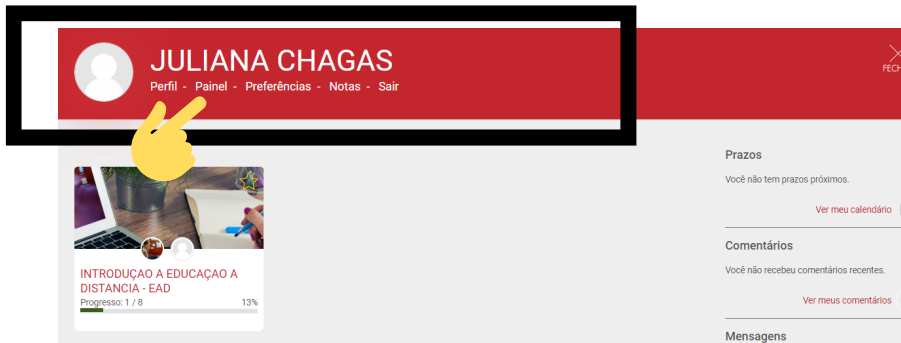 JULIANA CHAGAS
Perfil - Painel - Preferências - Notas - Sair
INTRODUÇAO A EDUCAÇAO A
DISTANCIA - EAD
Progresso: 1 / 8 13%
Prazos
Você não tem prazos próximos.
Ver meu calendário
Comentários
Você não recebeu comentários recentes.
Ver meus comentários
Mensagens